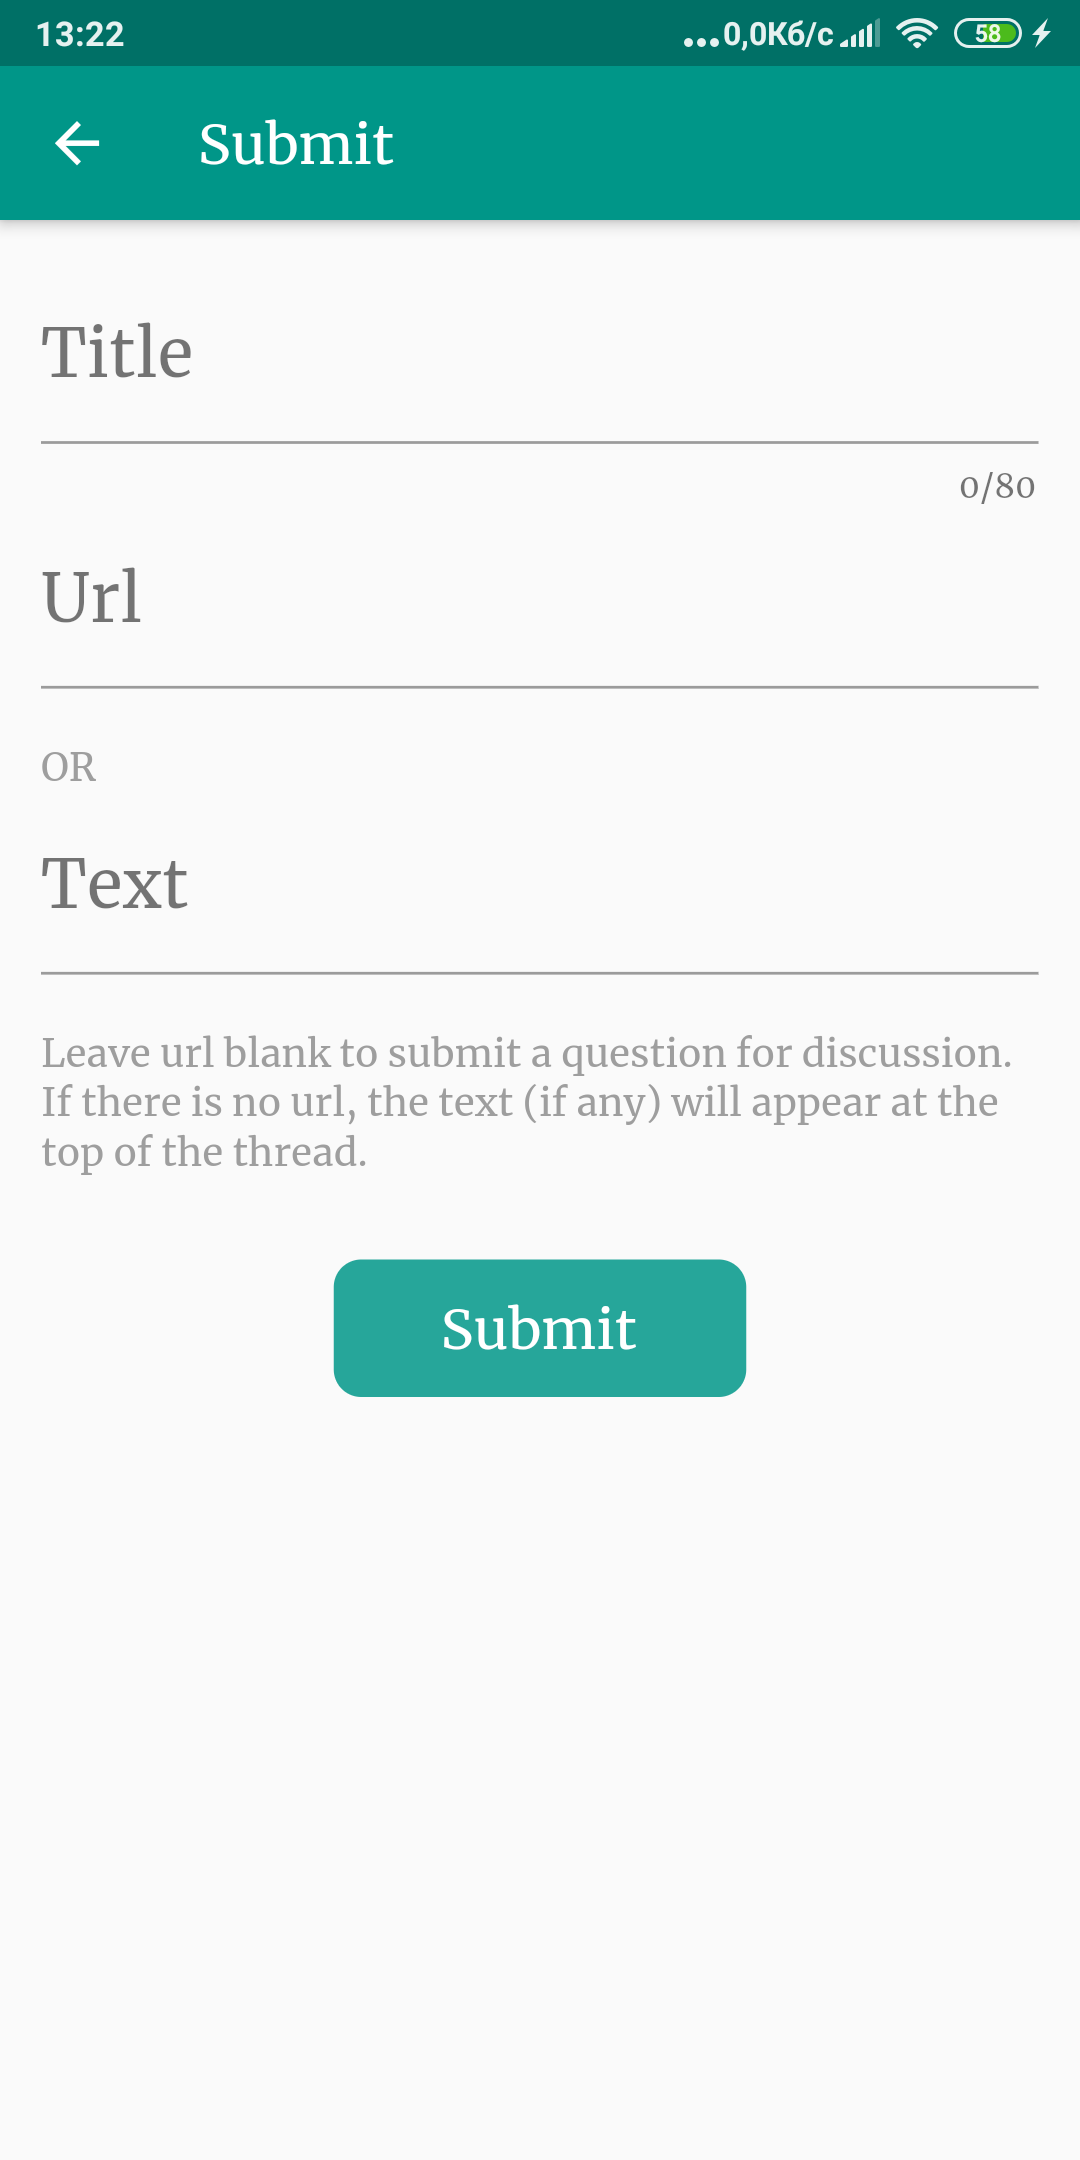 13:22
...0,0Кб/с
58
Submit
Title
0/80
Url
OR
Text
Leave url blank to submit a question for discussion.
If there is no url, the text (if any) will appear at the
top of the thread.
Submit